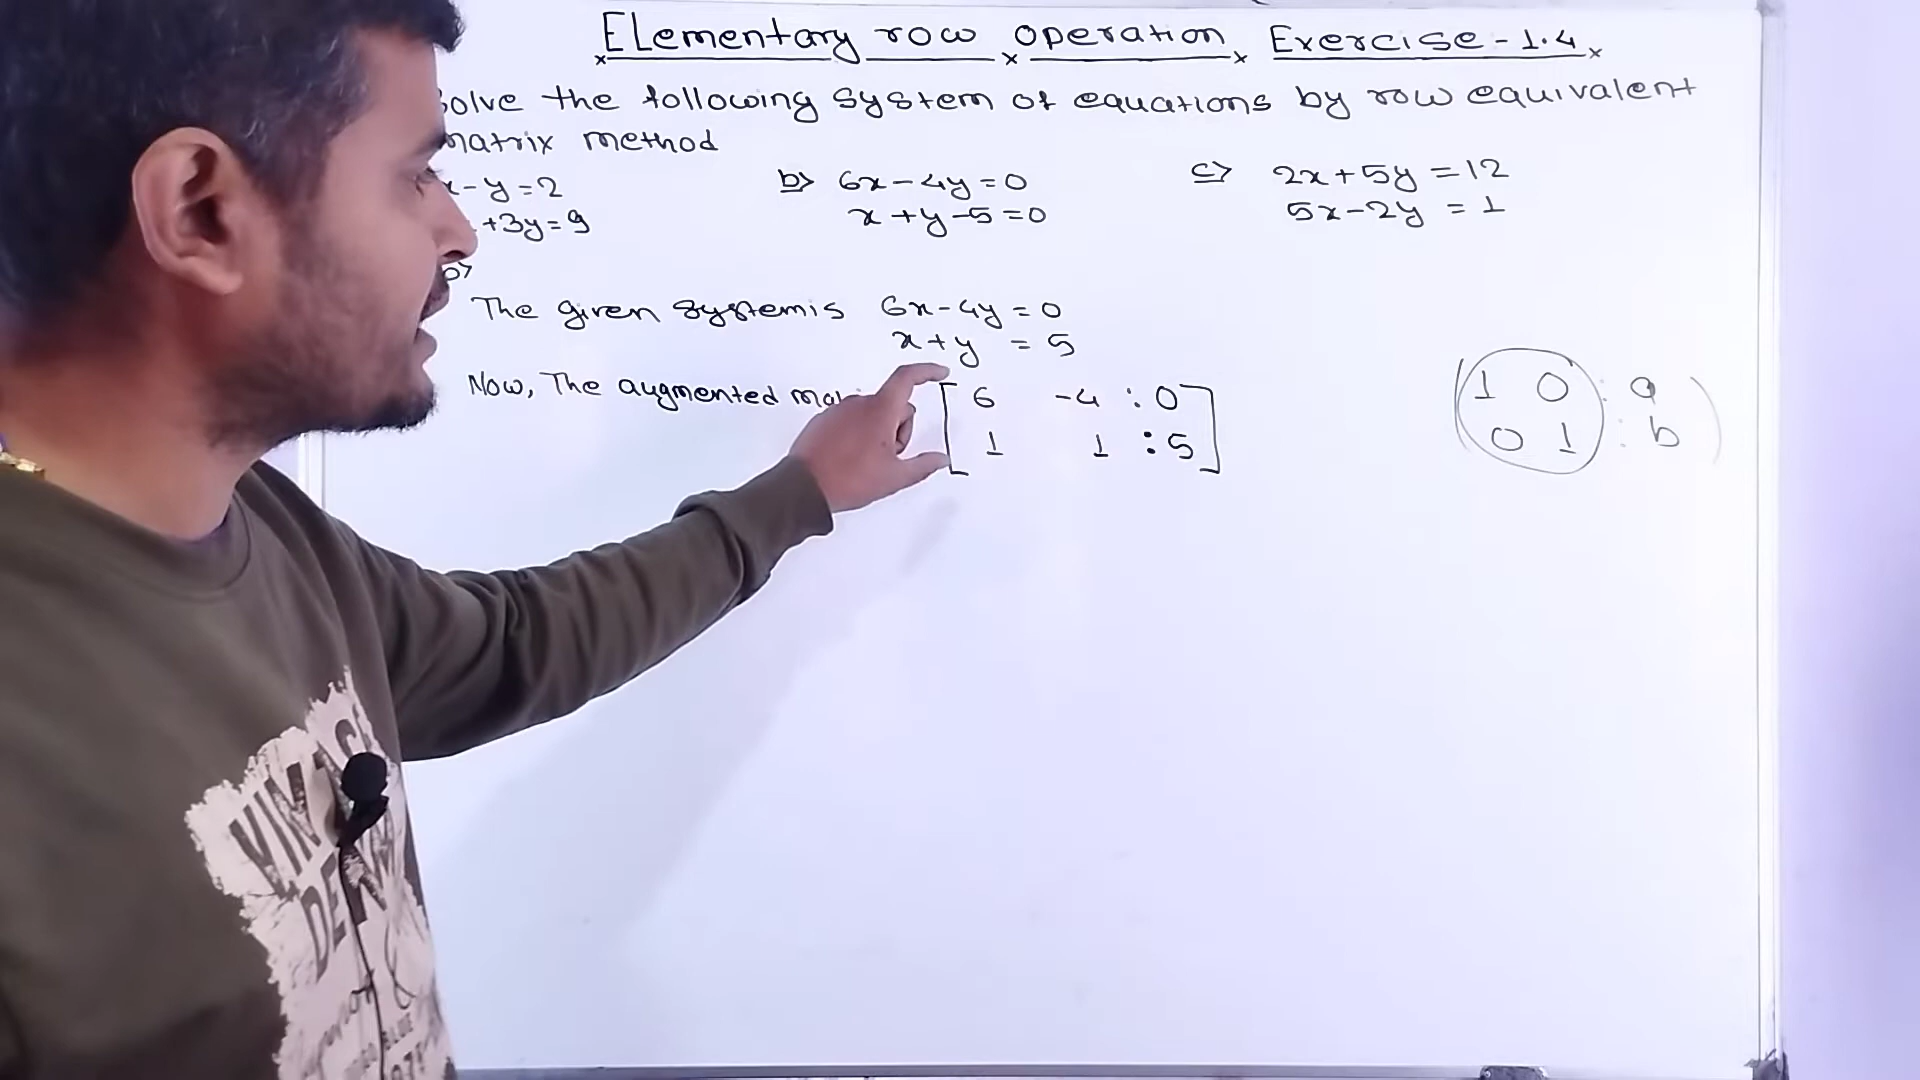 ELementary row operation Exercise-1.4
Solve the following system of equations by row equivalent
matrix method
x-y=2 b> 6x-4y=0 c> 2x+5y=12
+3y=9 x+y-5=0 5x-2y=1
b>
The given system is 6x-4y=0
x+y=5
Now, The augmented
[6 -4 : 0
1 1 : 5]
(1 0 : a
0 1 : b)
DE